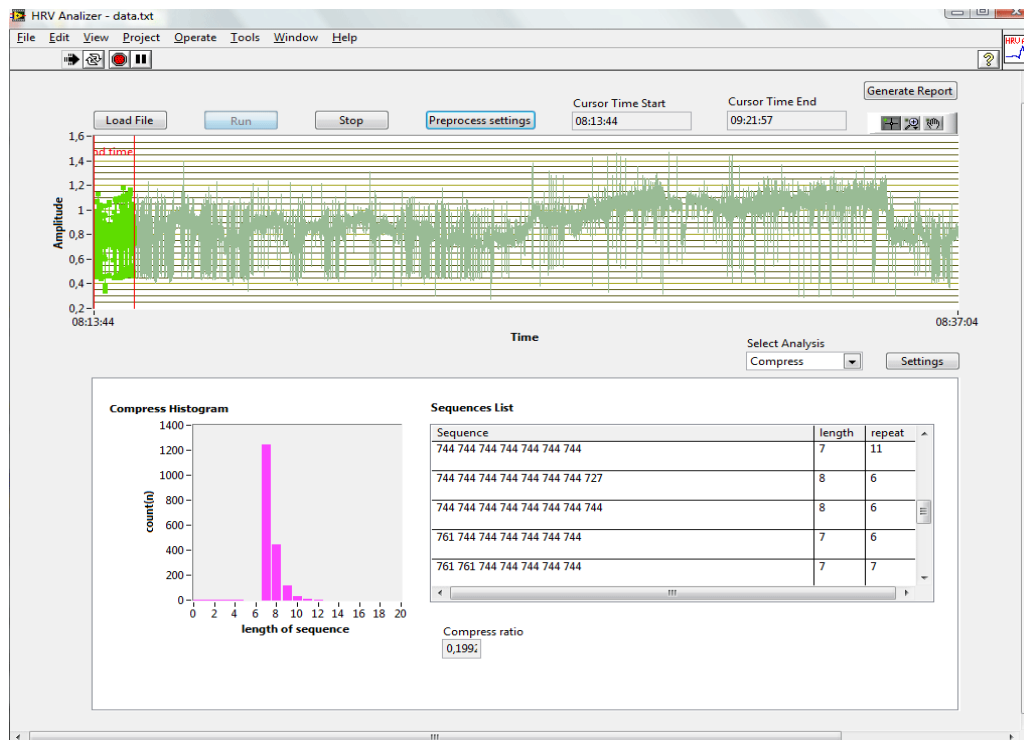 HRV Analizer - data.txt
File Edit View Project Operate Tools Window Help
?
Generate Report
Cursor Time Start Cursor Time End
Load File Run Stop Preprocess settings 08:13:44 09:21:57
nd time
1,6
1,4
1,2
1
0,8
0,6
0,4
0,2
Amplitude
08:13:44 08:37:04
Time
Select Analysis
Compress Settings
Compress Histogram
1400
1200
1000
800
600
400
200
0
count(n)
0 2 4 6 8 10 12 14 16 18 20
length of sequence
Sequences List
Sequence length repeat
744 744 744 744 744 744 744 7 11
744 744 744 744 744 744 744 727 8 6
744 744 744 744 744 744 744 744 8 6
761 744 744 744 744 744 744 7 6
761 761 744 744 744 744 744 7 7
Compress ratio
0,199